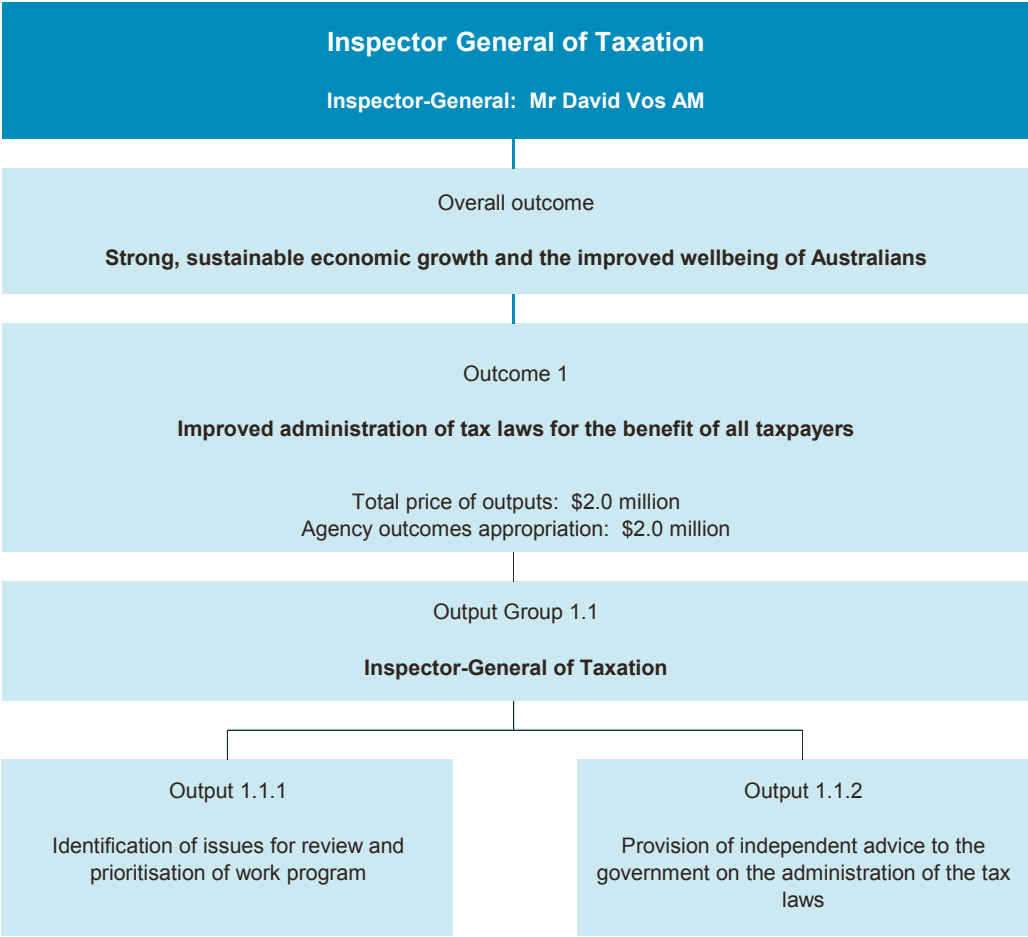 Inspector General of Taxation
Inspector-General: Mr David Vos AM
Overall outcome
Strong, sustainable economic growth and the improved wellbeing of Australians
Outcome 1
Improved administration of tax laws for the benefit of all taxpayers
Total price of outputs: $2.0 million
Agency outcomes appropriation: $2.0 million
Output Group 1.1
Inspector-General of Taxation
Output 1.1.1
Identification of issues for review and
prioritisation of work program
Output 1.1.2
Provision of independent advice to the
government on the administration of the tax
laws